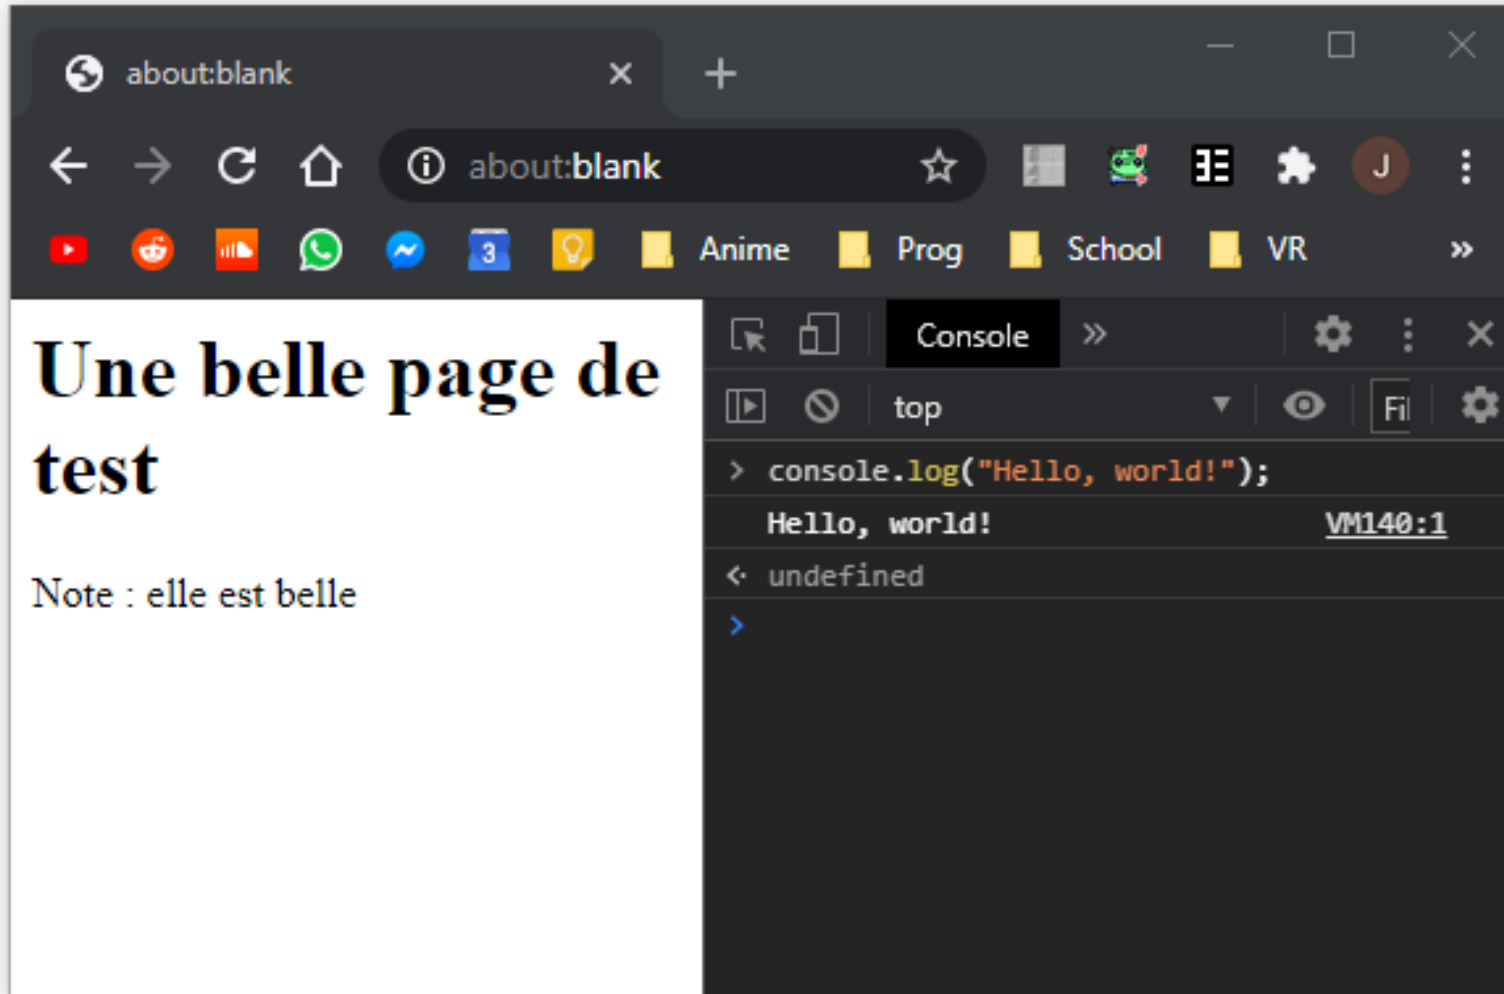 about:blank
about:blank
J
3
Anime Prog School VR
Une belle page de
test
Note : elle est belle
Console
top
console.log("Hello, world!");
Hello, world! VM140:1
undefined